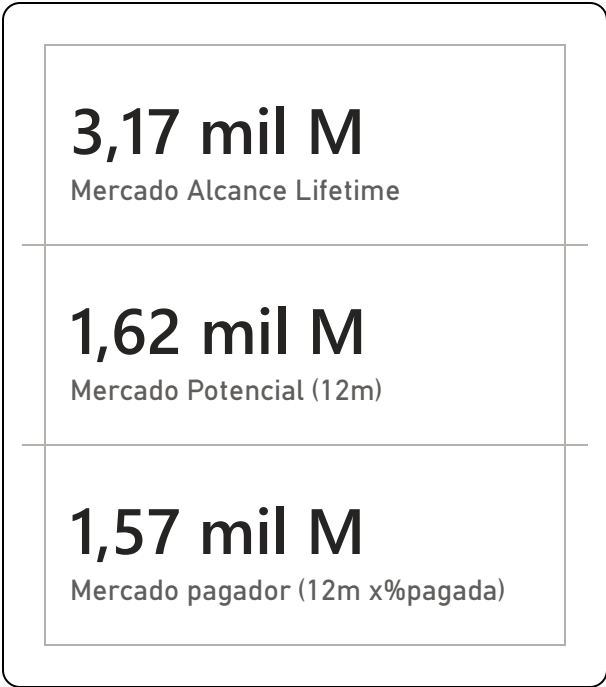 3,17 mil M
Mercado Alcance Lifetime
1,62 mil M
Mercado Potencial (12m)
1,57 mil M
Mercado pagador (12m x%pagada)